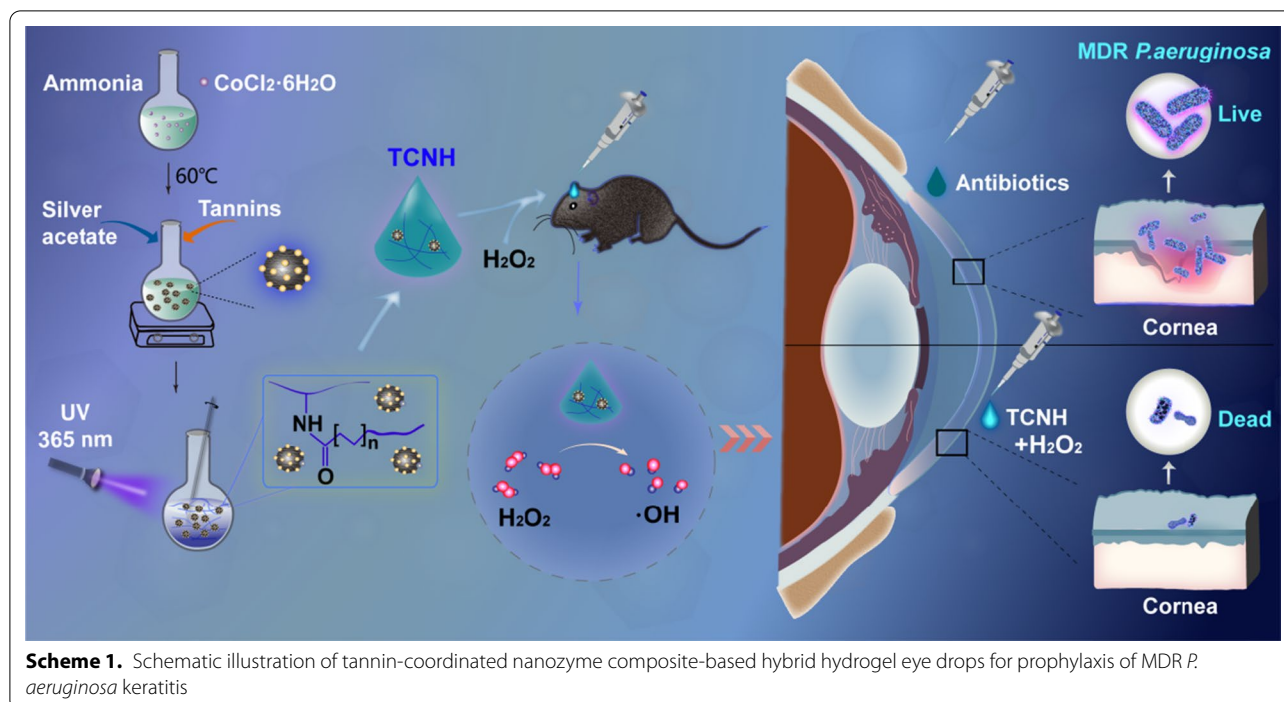 Ammonia
CoCl2·6H2O
60℃
Silver
acetate
Tannins
UV
365 nm
NH
[ ]n
O
TCNH
H2O2
H2O2
·OH
Antibiotics
TCNH
+H2O2
MDR P.aeruginosa
Live
Cornea
Dead
Cornea
Scheme 1. Schematic illustration of tannin-coordinated nanozyme composite-based hybrid hydrogel eye drops for prophylaxis of MDR P.
aeruginosa keratitis